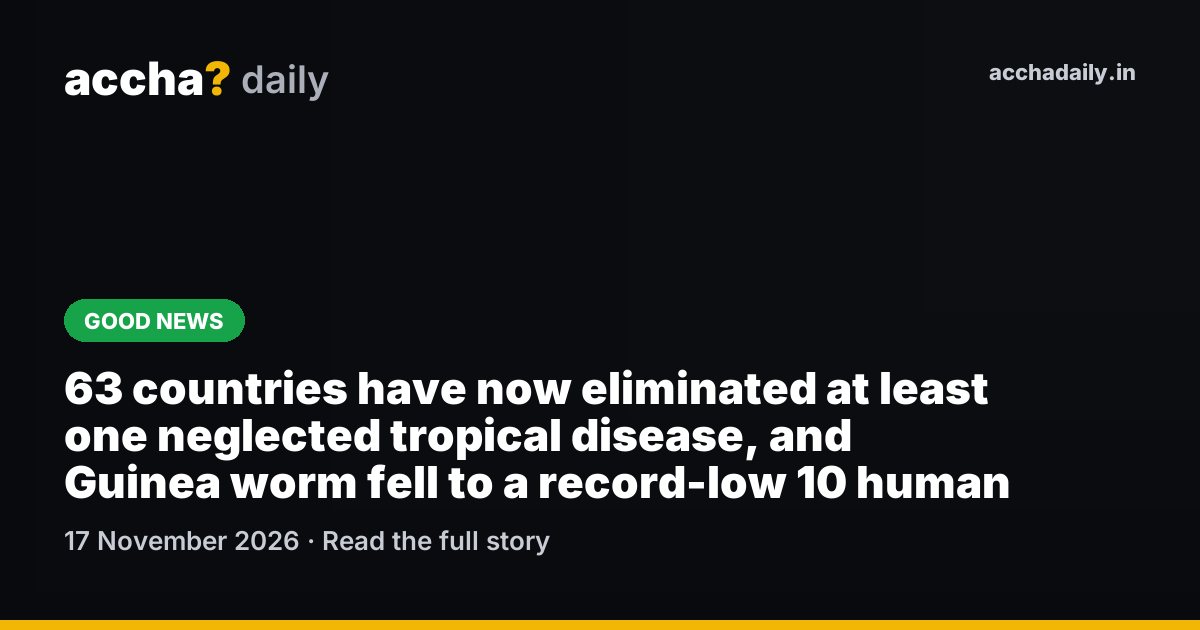 accha? daily
acchadaily.in
GOOD NEWS
63 countries have now eliminated at least
one neglected tropical disease, and
Guinea worm fell to a record-low 10 human
17 November 2026 · Read the full story